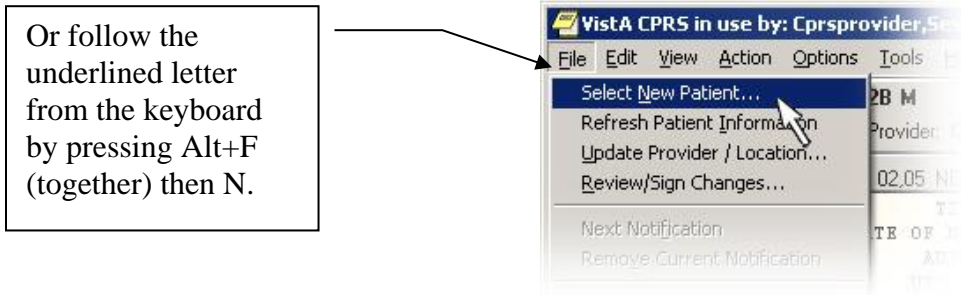 Or follow the
underlined letter
from the keyboard
by pressing Alt+F
(together) then N.
VistA CPRS in use by: Cprsprovider,
File Edit View Action Options Tools
Select New Patient...
2B M
Refresh Patient Information
Provider:
Update Provider / Location...
Review/Sign Changes...
02,05
Next Notification
TE OF
Remove Current Notification